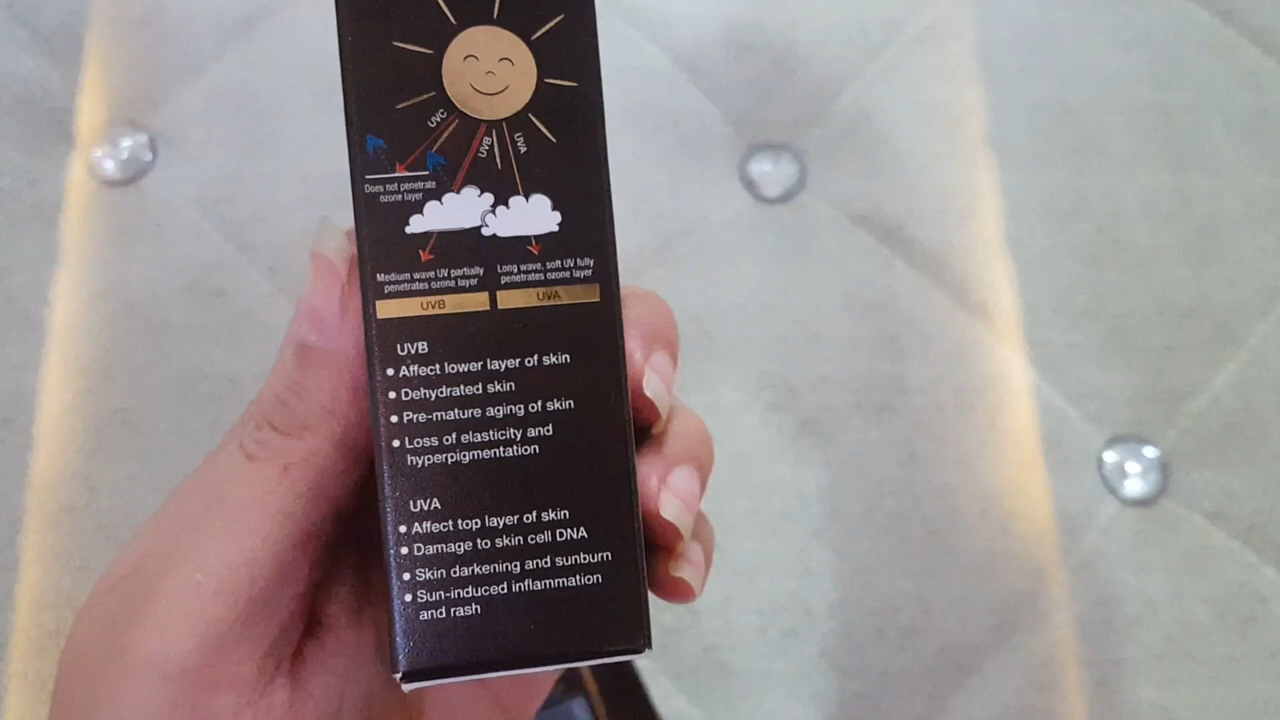 UVC
UVB
UVA
Does not penetrate
ozone layer
Medium wave UV partially
penetrates ozone layer
Long wave, soft UV fully
penetrates ozone layer
UVB
UVA
UVB
• Affect lower layer of skin
• Dehydrated skin
• Pre-mature aging of skin
• Loss of elasticity and
hyperpigmentation
UVA
• Affect top layer of skin
• Damage to skin cell DNA
• Skin darkening and sunburn
• Sun-induced inflammation
and rash